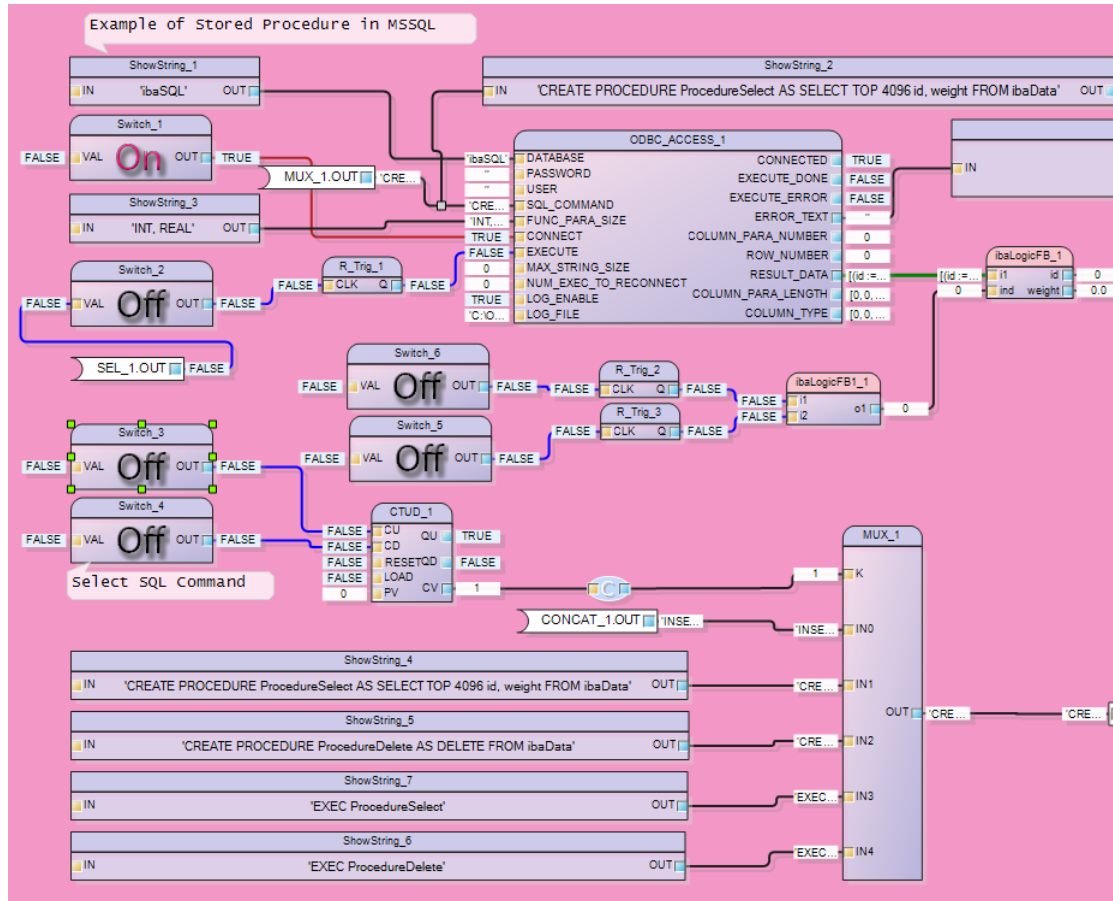 Example of Stored Procedure in MSSQL
ShowString_1
IN 'ibaSQL' OUT
ShowString_2
IN 'CREATE PROCEDURE ProcedureSelect AS SELECT TOP 4096 id, weight FROM ibaData' OUT
Switch_1
FALSE VAL On OUT TRUE
MUX_1.OUT 'CRE...
ShowString_3
IN 'INT, REAL' OUT
ODBC_ACCESS_1
'ibaSQL' DATABASE CONNECTED TRUE
'' PASSWORD EXECUTE_DONE FALSE
'' USER EXECUTE_ERROR FALSE
'CRE... SQL_COMMAND ERROR_TEXT ''
'INT,... FUNC_PARA_SIZE COLUMN_PARA_NUMBER 0
TRUE CONNECT ROW_NUMBER 0
FALSE EXECUTE RESULT_DATA [(id :=...
0 MAX_STRING_SIZE COLUMN_PARA_LENGTH [0, 0, ...
0 NUM_EXEC_TO_RECONNECT COLUMN_TYPE [0, 0, ...
TRUE LOG_ENABLE
'C:\O... LOG_FILE
IN
ibaLogicFB_1
[(id :=... i1 id 0
0 ind weight 0.0
Switch_2
FALSE VAL Off OUT FALSE
R_Trig_1
FALSE CLK Q FALSE
SEL_1.OUT FALSE
Switch_6
FALSE VAL Off OUT FALSE
R_Trig_2
FALSE CLK Q FALSE
Switch_5
FALSE VAL Off OUT FALSE
R_Trig_3
FALSE CLK Q FALSE
ibaLogicFB1_1
FALSE i1 o1 0
FALSE i2
Switch_3
FALSE VAL Off OUT FALSE
Switch_4
FALSE VAL Off OUT FALSE
Select SQL Command
CTUD_1
FALSE CU QU TRUE
FALSE CD
FALSE RESET QD FALSE
FALSE LOAD
0 PV CV 1
C
CONCAT_1.OUT 'INSE...
MUX_1
1 K
'INSE... IN0
'CRE... IN1
OUT 'CRE... 'CRE...
'CRE... IN2
'EXEC... IN3
'EXEC... IN4
ShowString_4
IN 'CREATE PROCEDURE ProcedureSelect AS SELECT TOP 4096 id, weight FROM ibaData' OUT
ShowString_5
IN 'CREATE PROCEDURE ProcedureDelete AS DELETE FROM ibaData' OUT
ShowString_7
IN 'EXEC ProcedureSelect' OUT
ShowString_6
IN 'EXEC ProcedureDelete' OUT